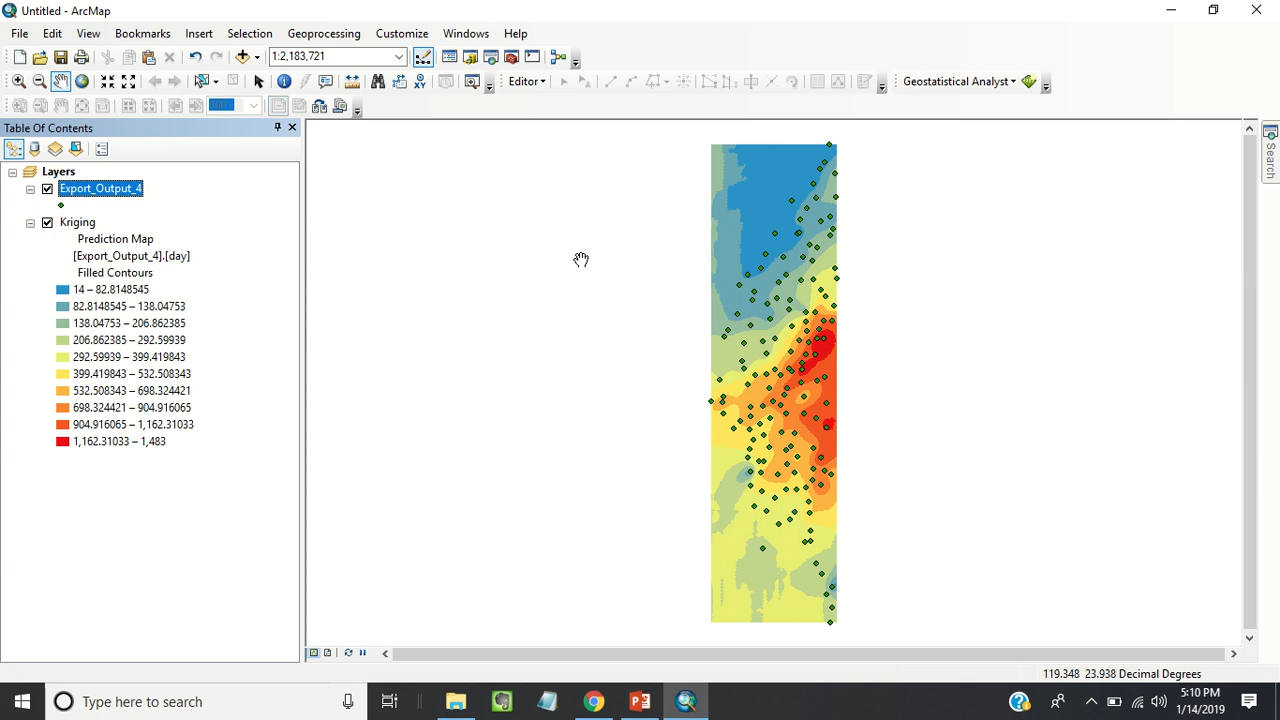 Untitled - ArcMap
File Edit View Bookmarks Insert Selection Geoprocessing Customize Windows Help
1:2,183,721
Editor Geostatistical Analyst
Table Of Contents
Search
Layers
Export_Output_4
Kriging
Prediction Map
[Export_Output_4].[day]
Filled Contours
14 – 82.8148545
82.8148545 – 138.04753
138.04753 – 206.862385
206.862385 – 292.59939
292.59939 – 399.419843
399.419843 – 532.508343
532.508343 – 698.324421
698.324421 – 904.916065
904.916065 – 1,162.31033
1,162.31033 – 1,483
119.348 23.938 Decimal Degrees
Type here to search
5:10 PM
1/14/2019